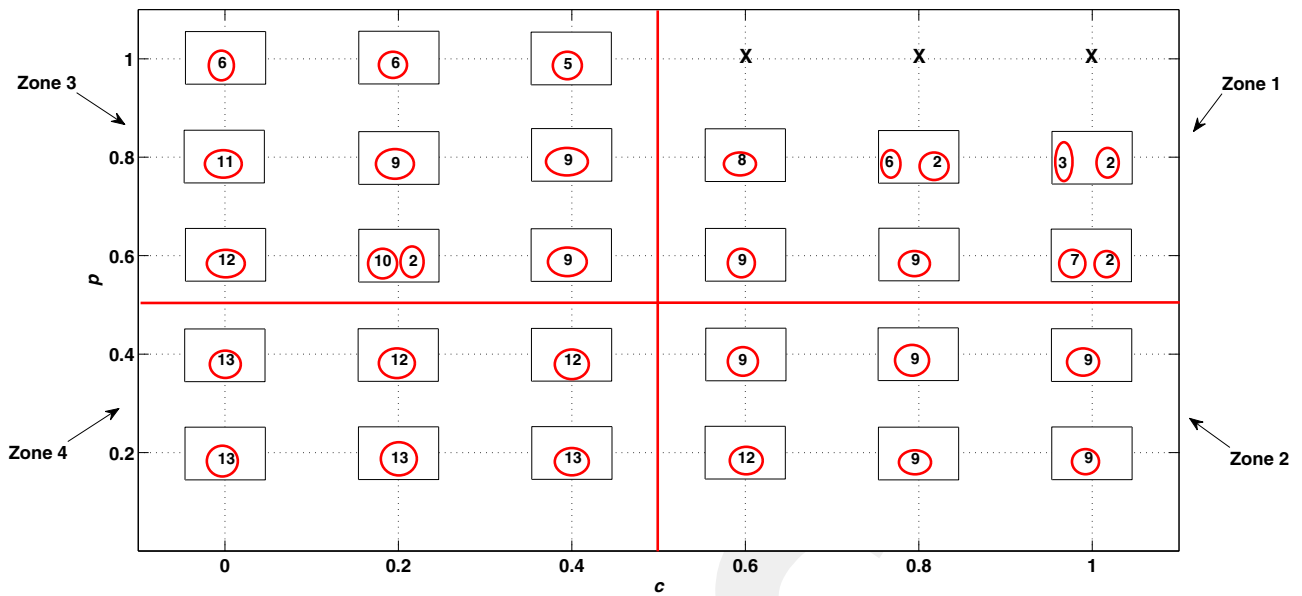 1 6 6 5 X X X
Zone 3
Zone 1
0.8 11 9 9 8 6 2 3 2
0.6 12 10 2 9 9 9 7 2
p
0.4 13 12 12 9 9 9
Zone 4
0.2 13 13 13 12 9 9
Zone 2
0 0.2 0.4 0.6 0.8 1
c